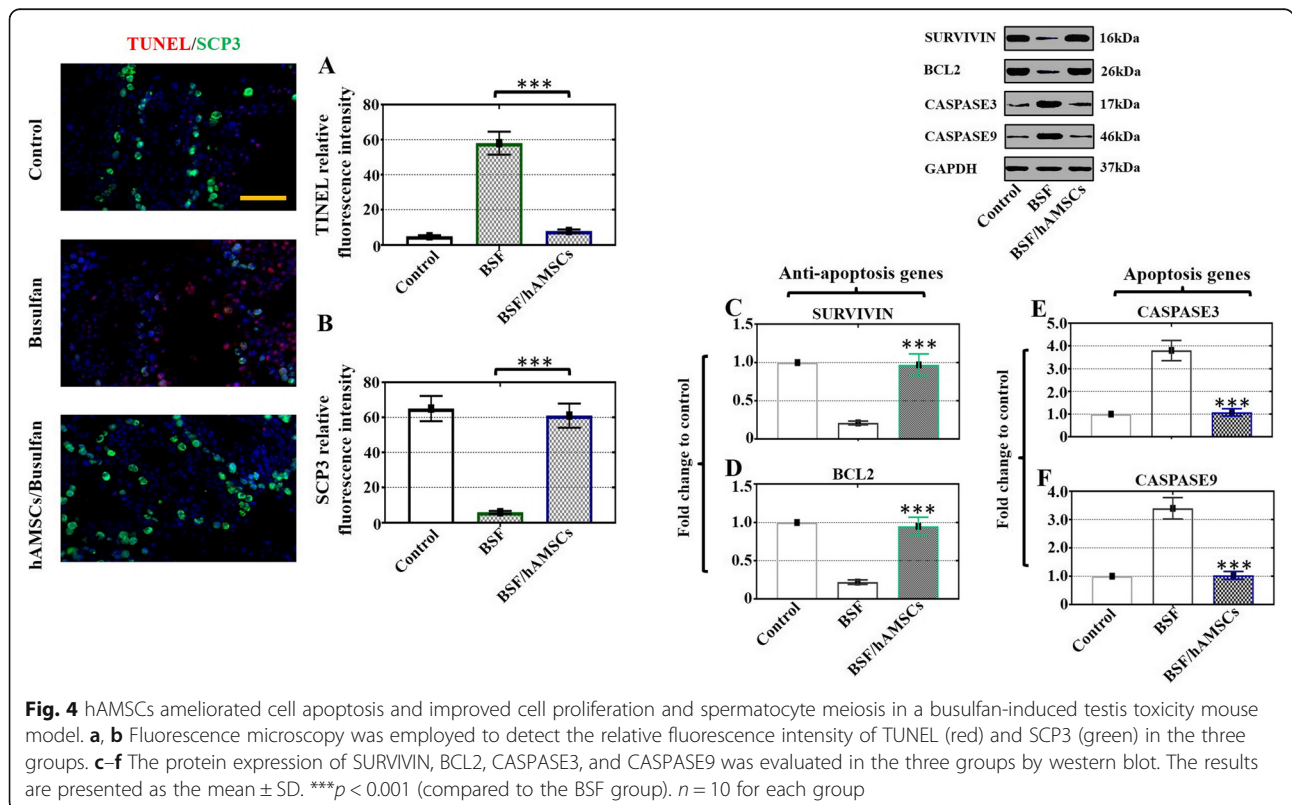 TUNEL/SCP3
Control
Busulfan
hAMSCs/Busulfan
A
TINEL relative
fluorescence intensity
80
60
40
20
0
***
Control
BSF
BSF/hAMSCs
B
SCP3 relative
fluorescence intensity
80
60
40
20
0
***
Control
BSF
BSF/hAMSCs
SURVIVIN 16kDa
BCL2 26kDa
CASPASE3 17kDa
CASPASE9 46kDa
GAPDH 37kDa
Control
BSF
BSF/hAMSCs
Anti-apoptosis genes
Fold change to control
C
SURVIVIN
1.5
1.0
0.5
0
***
D
BCL2
1.5
1.0
0.5
0
***
Control
BSF
BSF/hAMSCs
Apoptosis genes
Fold change to control
E
CASPASE3
5.0
4.0
3.0
2.0
1.0
0
***
F
CASPASE9
4.0
2.0
1.0
0
***
Control
BSF
BSF/hAMSCs
Fig. 4 hAMSCs ameliorated cell apoptosis and improved cell proliferation and spermatocyte meiosis in a busulfan-induced testis toxicity mouse
model. a, b Fluorescence microscopy was employed to detect the relative fluorescence intensity of TUNEL (red) and SCP3 (green) in the three
groups. c–f The protein expression of SURVIVIN, BCL2, CASPASE3, and CASPASE9 was evaluated in the three groups by western blot. The results
are presented as the mean ± SD. ***p < 0.001 (compared to the BSF group). n = 10 for each group